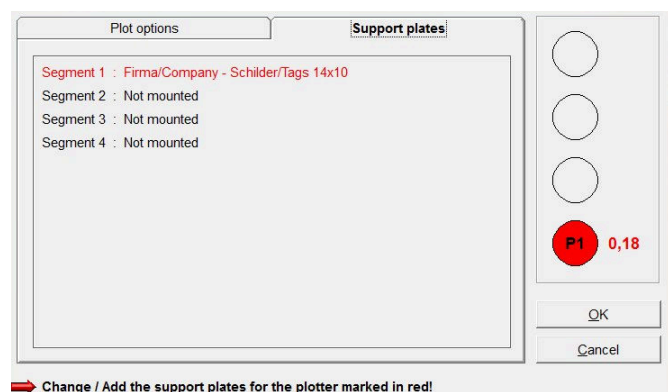 Plot options
Support plates
Segment 1 : Firma/Company - Schilder/Tags 14x10
Segment 2 : Not mounted
Segment 3 : Not mounted
Segment 4 : Not mounted
P1 0,18
OK
Cancel
Change / Add the support plates for the plotter marked in red!